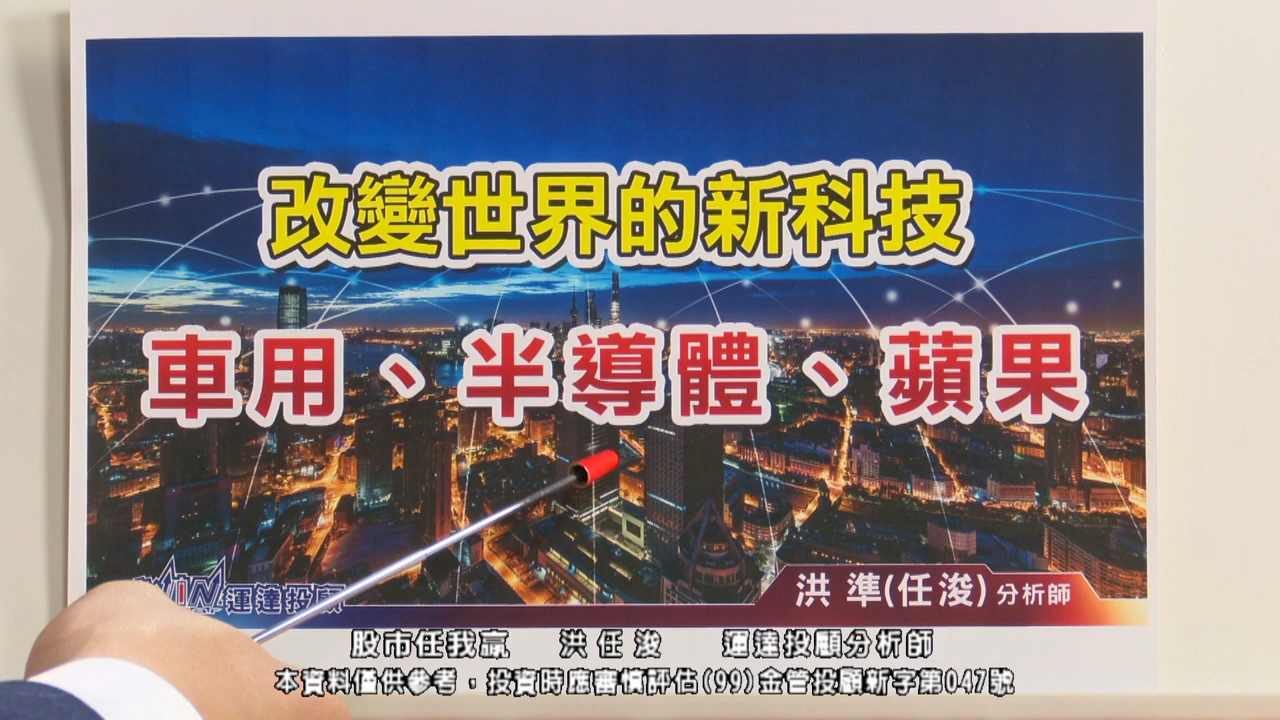 改變世界的新科技
車用、半導體、蘋果
WIN 運達投顧
洪 準(任浚)分析師
股市任我贏 洪任浚 運達投顧分析師
本資料僅供參考,投資時應審慎評估(99)金管投顧新字第047號